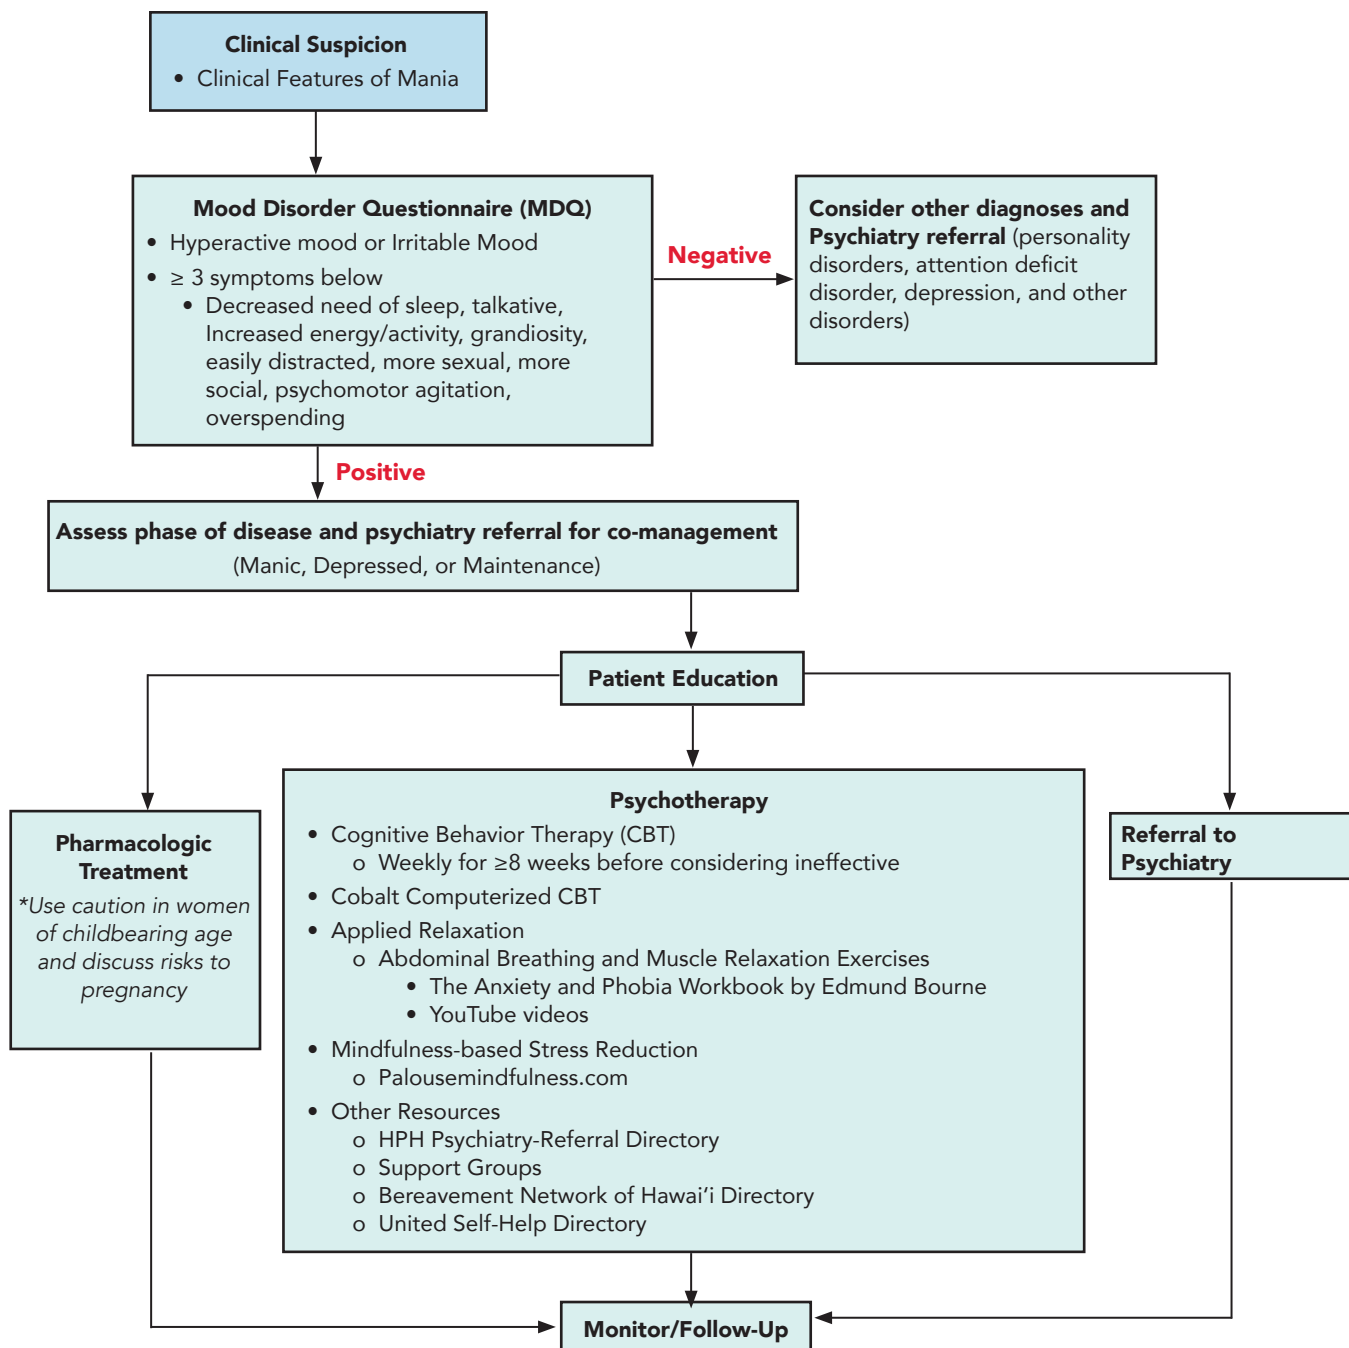 Clinical Suspicion
• Clinical Features of Mania
Mood Disorder Questionnaire (MDQ)
• Hyperactive mood or Irritable Mood
• ≥ 3 symptoms below
• Decreased need of sleep, talkative,
Increased energy/activity, grandiosity,
easily distracted, more sexual, more
social, psychomotor agitation,
overspending
Negative
Consider other diagnoses and
Psychiatry referral (personality
disorders, attention deficit
disorder, depression, and other
disorders)
Positive
Assess phase of disease and psychiatry referral for co-management
(Manic, Depressed, or Maintenance)
Patient Education
Pharmacologic
Treatment
*Use caution in women
of childbearing age
and discuss risks to
pregnancy
Psychotherapy
• Cognitive Behavior Therapy (CBT)
o Weekly for ≥8 weeks before considering ineffective
• Cobalt Computerized CBT
• Applied Relaxation
o Abdominal Breathing and Muscle Relaxation Exercises
• The Anxiety and Phobia Workbook by Edmund Bourne
• YouTube videos
• Mindfulness-based Stress Reduction
o Palousemindfulness.com
• Other Resources
o HPH Psychiatry-Referral Directory
o Support Groups
o Bereavement Network of Hawai‘i Directory
o United Self-Help Directory
Referral to
Psychiatry
Monitor/Follow-Up